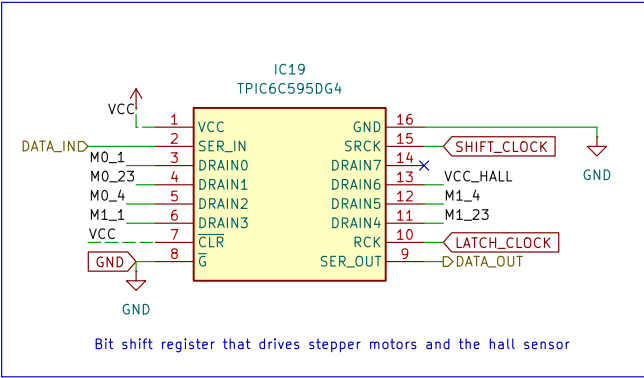 IC19
TPIC6C595DG4
VCC
1 VCC GND 16
DATA_IN 2 SER_IN SRCK 15 SHIFT_CLOCK
M0_1 3 DRAIN0 DRAIN7 14
M0_23 4 DRAIN1 DRAIN6 13 VCC_HALL
M0_4 5 DRAIN2 DRAIN5 12 M1_4
M1_1 6 DRAIN3 DRAIN4 11 M1_23
VCC 7 CLR RCK 10 LATCH_CLOCK
GND 8 G SER_OUT 9 DATA_OUT
GND
GND
Bit shift register that drives stepper motors and the hall sensor